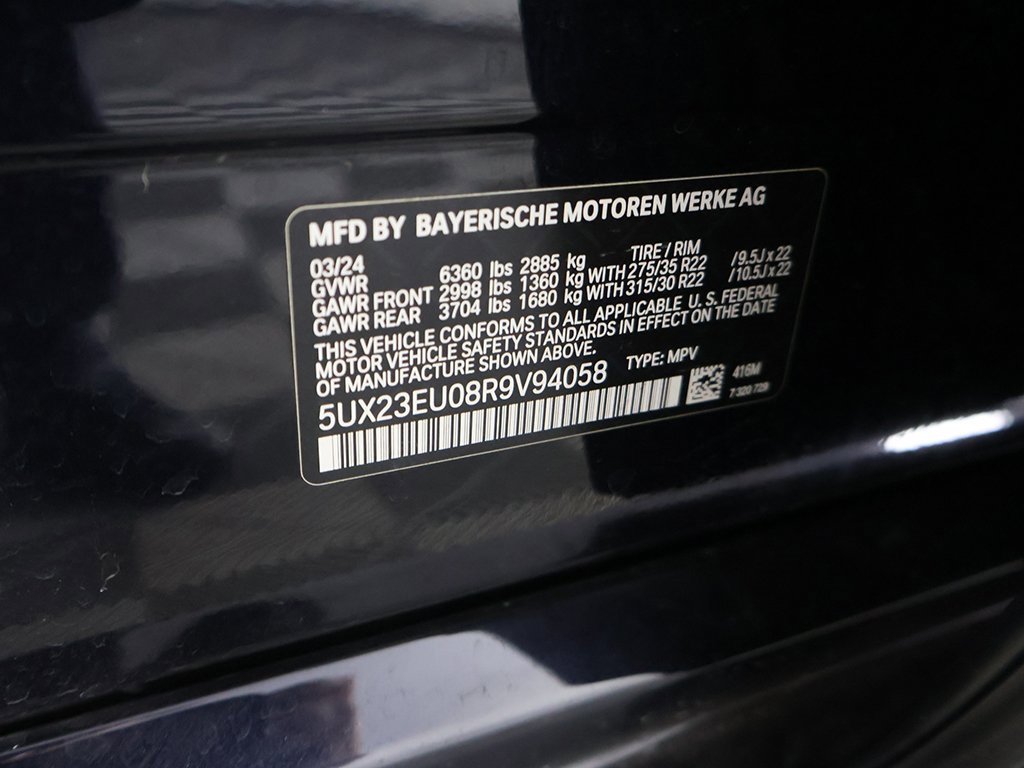 MFD BY BAYERISCHE MOTOREN WERKE AG
03/24 TIRE / RIM
GVWR 6360 lbs 2885 kg
GAWR FRONT 2998 lbs 1360 kg WITH 275/35 R22 /9.5J x 22
GAWR REAR 3704 lbs 1680 kg WITH 315/30 R22 /10.5J x 22
THIS VEHICLE CONFORMS TO ALL APPLICABLE U. S. FEDERAL
MOTOR VEHICLE SAFETY STANDARDS IN EFFECT ON THE DATE
OF MANUFACTURE SHOWN ABOVE. TYPE: MPV
5UX23EU08R9V94058 416M
7 320 728